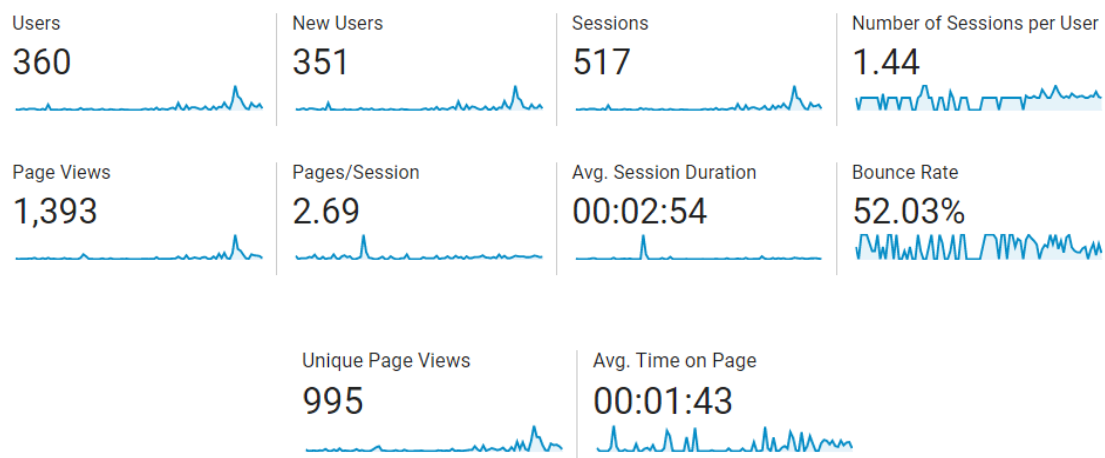 Users
360
New Users
351
Sessions
517
Number of Sessions per User
1.44
Page Views
1,393
Pages/Session
2.69
Avg. Session Duration
00:02:54
Bounce Rate
52.03%
Unique Page Views
995
Avg. Time on Page
00:01:43